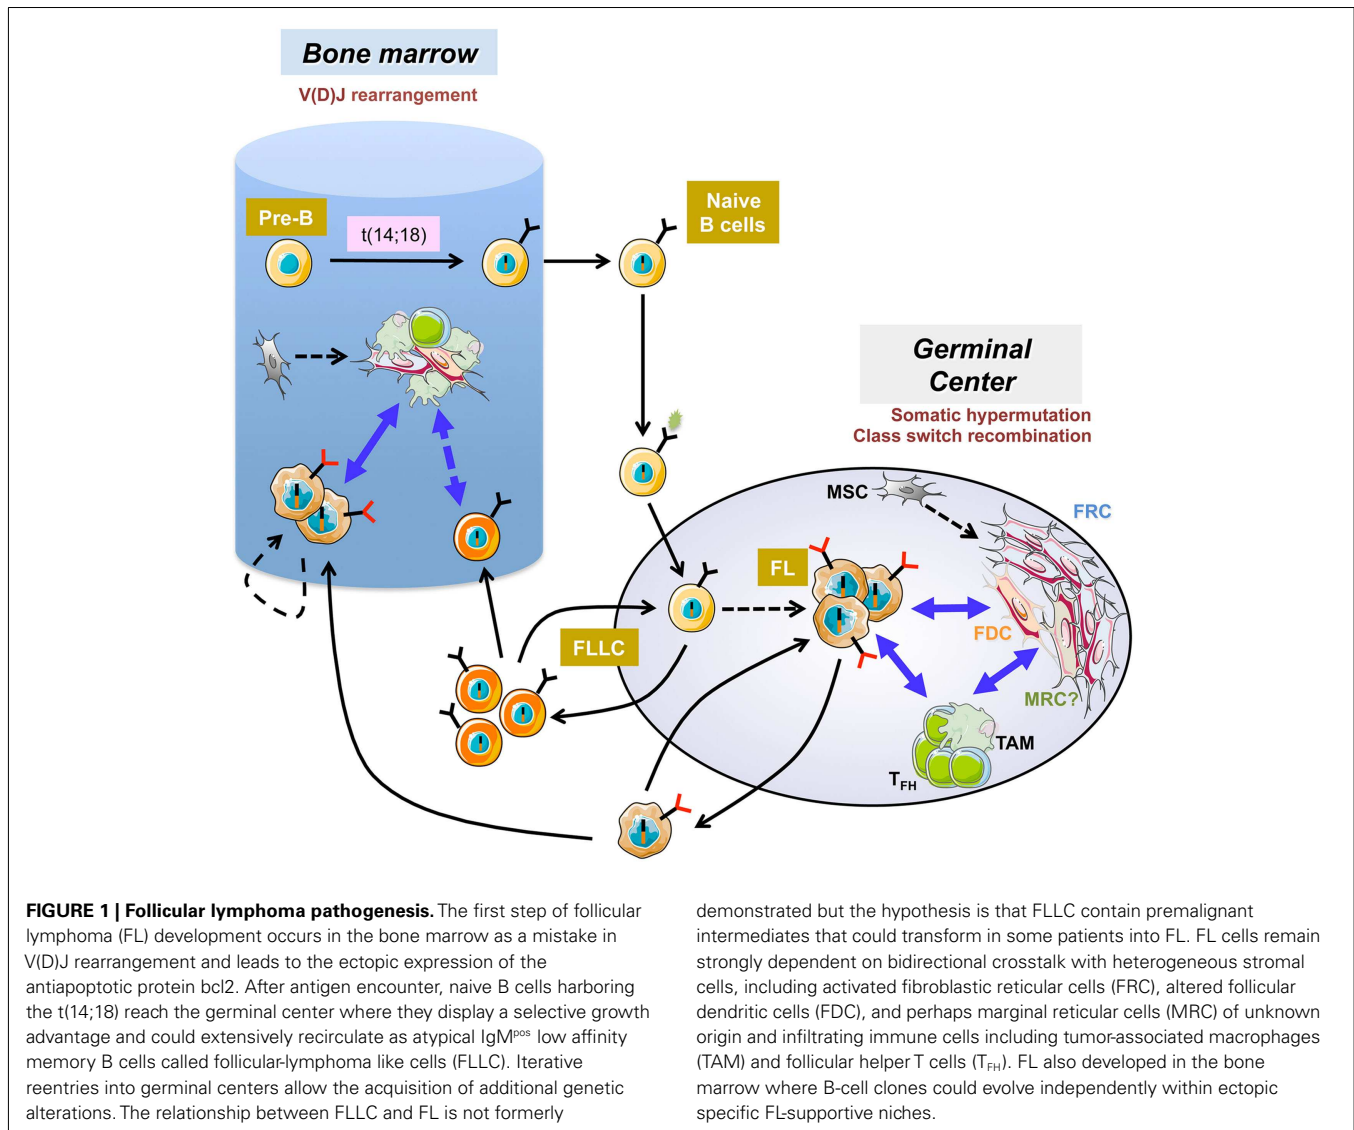 Bone marrow
V(D)J rearrangement
Pre-B
t(14;18)
Naive
B cells
Germinal
Center
Somatic hypermutation
Class switch recombination
MSC
FRC
FL
FDC
FLLC
MRC?
TAM
TFH
FIGURE 1 | Follicular lymphoma pathogenesis. The first step of follicular
lymphoma (FL) development occurs in the bone marrow as a mistake in
V(D)J rearrangement and leads to the ectopic expression of the
antiapoptotic protein bcl2. After antigen encounter, naive B cells harboring
the t(14;18) reach the germinal center where they display a selective growth
advantage and could extensively recirculate as atypical IgMpos low affinity
memory B cells called follicular-lymphoma like cells (FLLC). Iterative
reentries into germinal centers allow the acquisition of additional genetic
alterations. The relationship between FLLC and FL is not formerly
demonstrated but the hypothesis is that FLLC contain premalignant
intermediates that could transform in some patients into FL. FL cells remain
strongly dependent on bidirectional crosstalk with heterogeneous stromal
cells, including activated fibroblastic reticular cells (FRC), altered follicular
dendritic cells (FDC), and perhaps marginal reticular cells (MRC) of unknown
origin and infiltrating immune cells including tumor-associated macrophages
(TAM) and follicular helper T cells (TFH). FL also developed in the bone
marrow where B-cell clones could evolve independently within ectopic
specific FL-supportive niches.